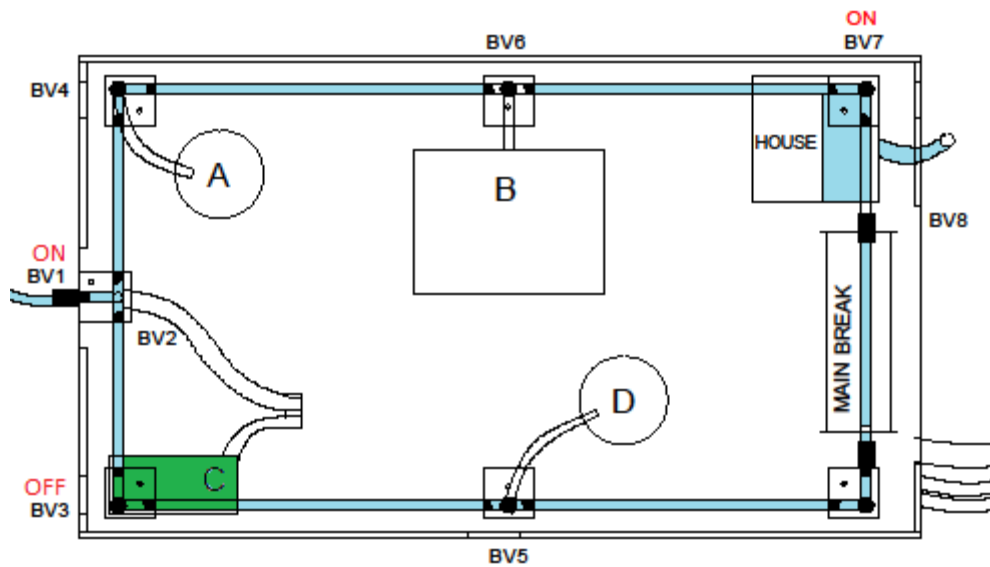 ON
BV6
BV7
BV4
HOUSE
A
B
BV8
ON
BV1
BV2
MAIN BREAK
D
C
OFF
BV3
BV5